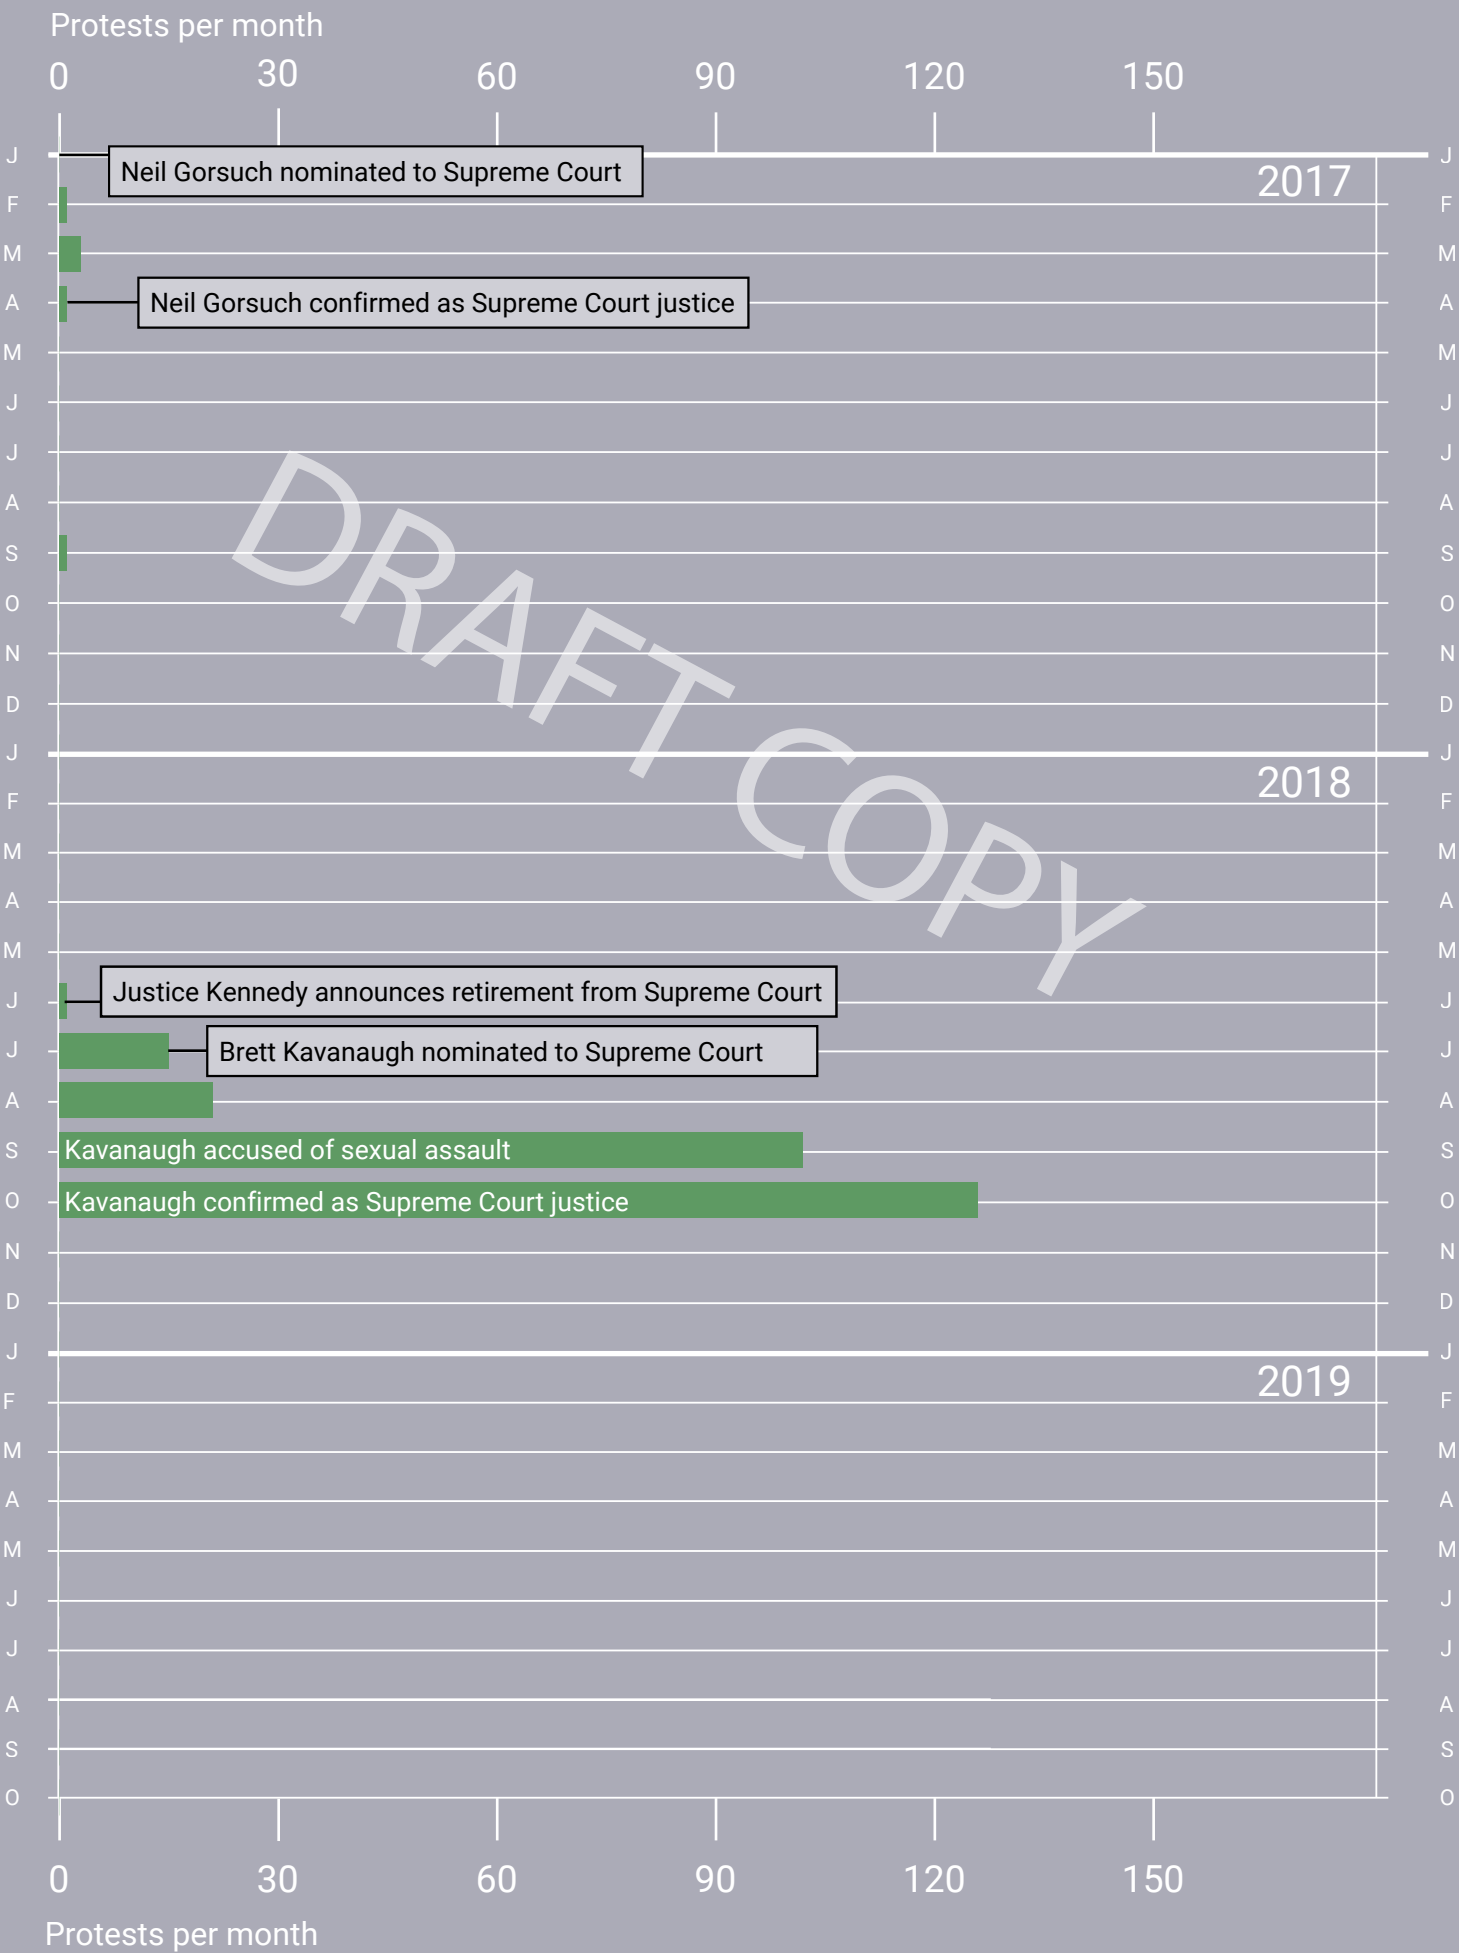 Protests per month
0 30 60 90 120 150
J Neil Gorsuch nominated to Supreme Court J
2017
F F
M M
A Neil Gorsuch confirmed as Supreme Court justice A
M M
J J
J J
A A
S S
O O
N N
D D
DRAFT COPY
J J
2018
F F
M M
A A
M M
J Justice Kennedy announces retirement from Supreme Court J
J Brett Kavanaugh nominated to Supreme Court J
A A
S Kavanaugh accused of sexual assault S
O Kavanaugh confirmed as Supreme Court justice O
N N
D D
J J
2019
F F
M M
A A
M M
J J
J J
A A
S S
O O
0 30 60 90 120 150
Protests per month